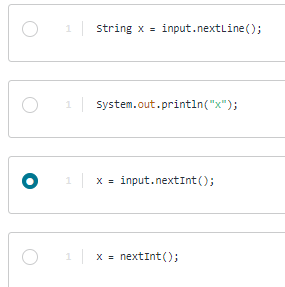 1 String x = input.nextLine();
1 System.out.println("x");
1 x = input.nextInt();
1 x = nextInt();